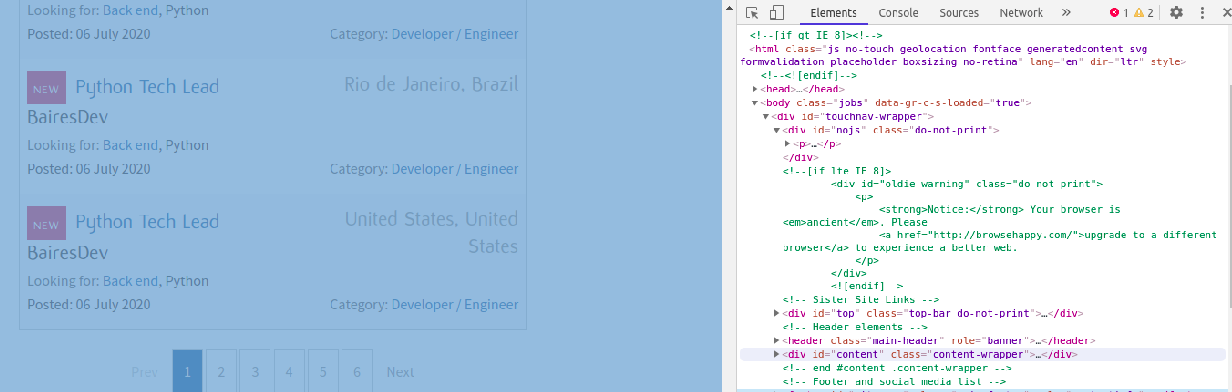 Looking for: Back end, Python
Posted: 06 July 2020 Category: Developer / Engineer
NEW Python Tech Lead Rio de Janeiro, Brazil
BairesDev
Looking for: Back end, Python
Posted: 06 July 2020 Category: Developer / Engineer
NEW Python Tech Lead United States, United
BairesDev States
Looking for: Back end, Python
Posted: 06 July 2020 Category: Developer / Engineer
Prev 1 2 3 4 5 6 Next
Elements Console Sources Network » 1 2
<!--[if gt IE 8]><!-->
<html class="js no-touch geolocation fontface generatedcontent svg
formvalidation placeholder boxsizing no-retina" lang="en" dir="ltr" style>
<!--<![endif]-->
<head>…</head>
<body class="jobs" data-gr-c-s-loaded="true">
<div id="touchnav-wrapper">
<div id="nojs" class="do-not-print">
<p>…</p>
</div>
<!--[if lte IE 8]>
<div id="oldie-warning" class="do-not-print">
<p>
<strong>Notice:</strong> Your browser is
<em>ancient</em>. Please
<a href="http://browsehappy.com/">upgrade to a different
browser</a> to experience a better web.
</p>
</div>
<![endif]-->
<!-- Sister Site Links -->
<div id="top" class="top-bar do-not-print">…</div>
<!-- Header elements -->
<header class="main-header" role="banner">…</header>
<div id="content" class="content-wrapper">…</div>
<!-- end #content .content-wrapper -->
<!-- Footer and social media list -->